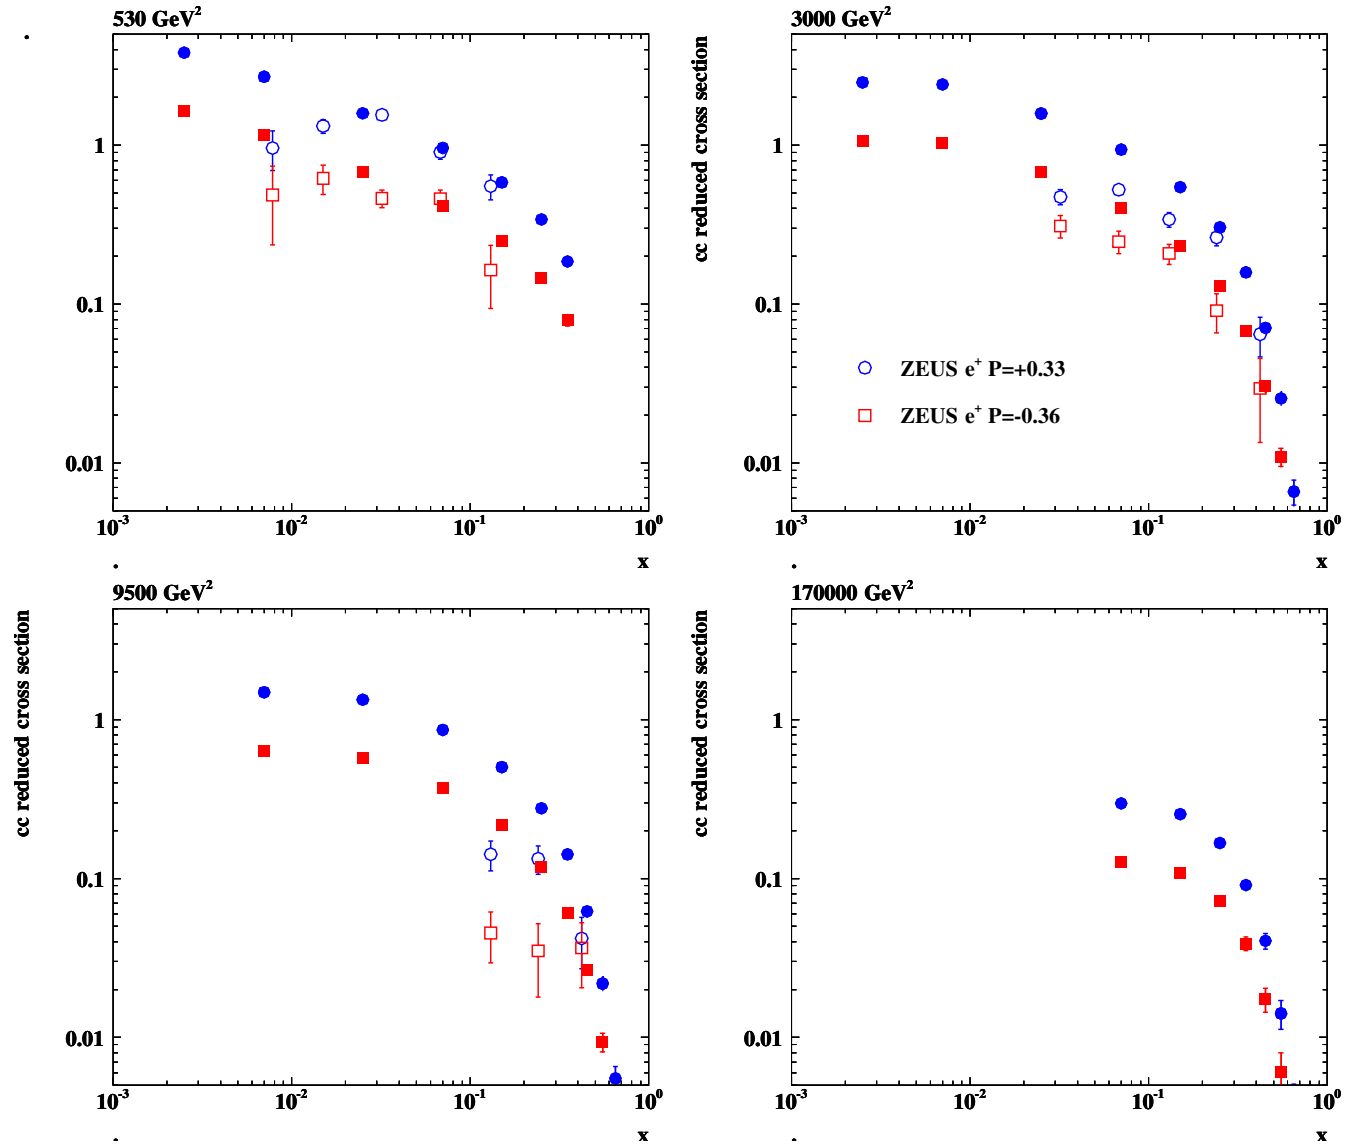 530 GeV²
1
0.1
0.01
10⁻³ 10⁻² 10⁻¹ 10⁰
x
3000 GeV²
cc reduced cross section
1
0.1
0.01
ZEUS e⁺ P=+0.33
ZEUS e⁺ P=-0.36
10⁻³ 10⁻² 10⁻¹ 10⁰
x
9500 GeV²
cc reduced cross section
1
0.1
0.01
10⁻³ 10⁻² 10⁻¹ 10⁰
x
170000 GeV²
cc reduced cross section
1
0.1
0.01
10⁻³ 10⁻² 10⁻¹ 10⁰
x